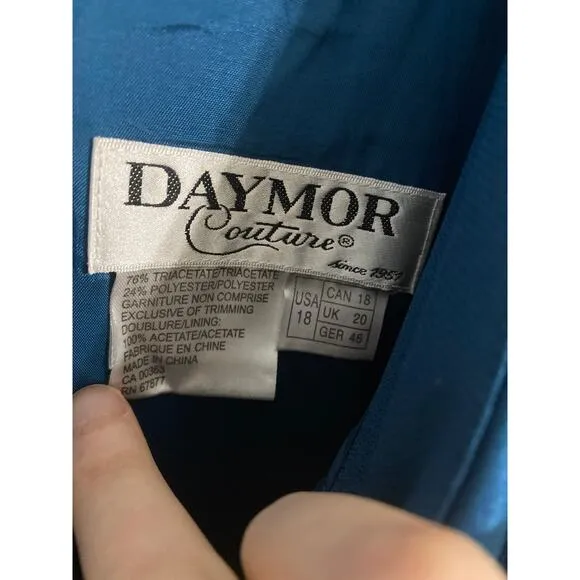 DAYMOR
Couture®
since 1951
76% TRIACETATE/TRIACETATE
24% POLYESTER/POLYESTER
GARNITURE NON COMPRISE
EXCLUSIVE OF TRIMMING
DOUBLURE/LINING:
100% ACETATE/ACETATE
FABRIQUE EN CHINE
MADE IN CHINA
CA 00363
RN 67877
USA
18
CAN 18
UK 20
GER 46